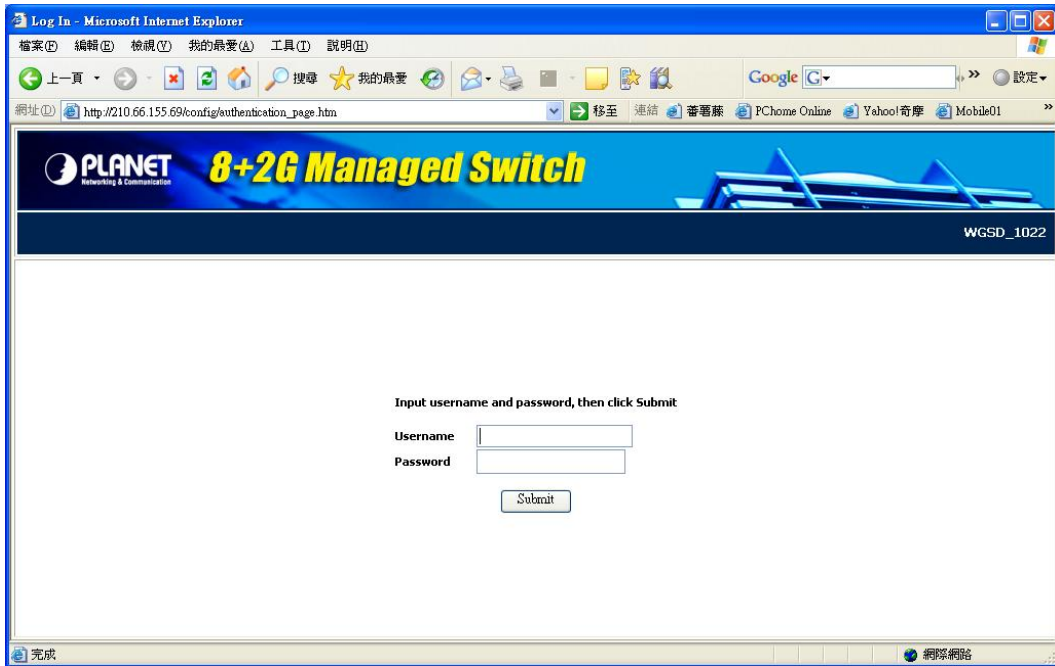 Log In - Microsoft Internet Explorer
檔案(F) 編輯(E) 檢視(V) 我的最愛(A) 工具(T) 說明(H)
上一頁 搜尋 我的最愛 Google G 設定
網址(D) http://210.66.155.69/config/authentication_page.htm 移至 連結 蕃薯藤 PChome Online Yahoo!奇摩 Mobile01 »
PLANET
Networking & Communication
8+2G Managed Switch
WGSD_1022
Input username and password, then click Submit
Username
Password
Submit
完成 網際網路